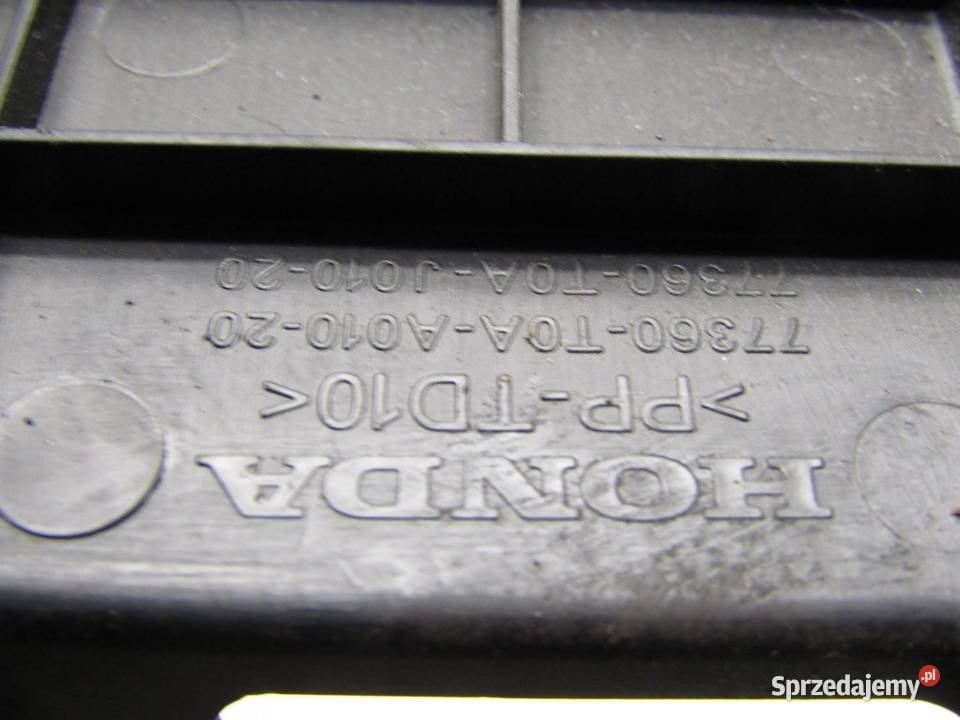 HONDA
>PP-TD10<
77360-T0A-A010-20
77360-T0A-J010-20
Sprzedajemy.pl